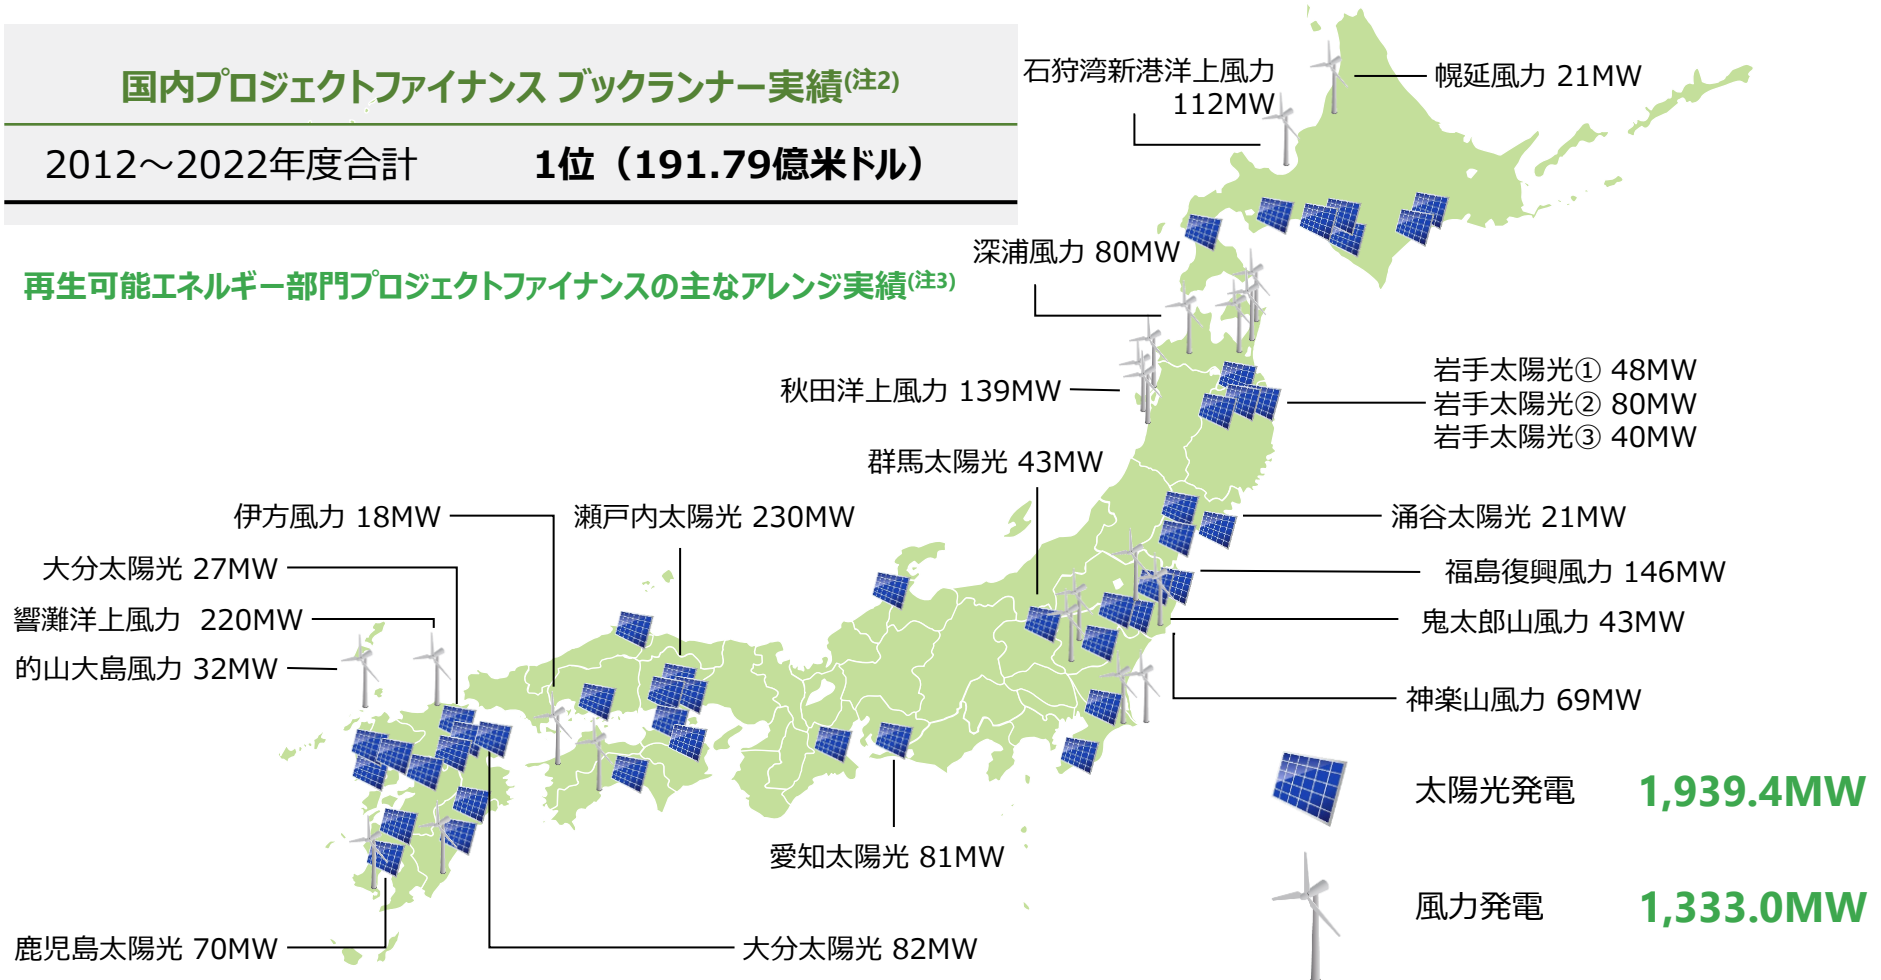 国内プロジェクトファイナンス ブックランナー実績(注2)
2012～2022年度合計 1位（191.79億米ドル）
再生可能エネルギー部門プロジェクトファイナンスの主なアレンジ実績(注3)
石狩湾新港洋上風力
112MW
幌延風力 21MW
深浦風力 80MW
秋田洋上風力 139MW
岩手太陽光① 48MW
岩手太陽光② 80MW
岩手太陽光③ 40MW
群馬太陽光 43MW
伊方風力 18MW
瀬戸内太陽光 230MW
涌谷太陽光 21MW
大分太陽光 27MW
福島復興風力 146MW
響灘洋上風力 220MW
鬼太郎山風力 43MW
的山大島風力 32MW
神楽山風力 69MW
太陽光発電 1,939.4MW
愛知太陽光 81MW
風力発電 1,333.0MW
鹿児島太陽光 70MW
大分太陽光 82MW